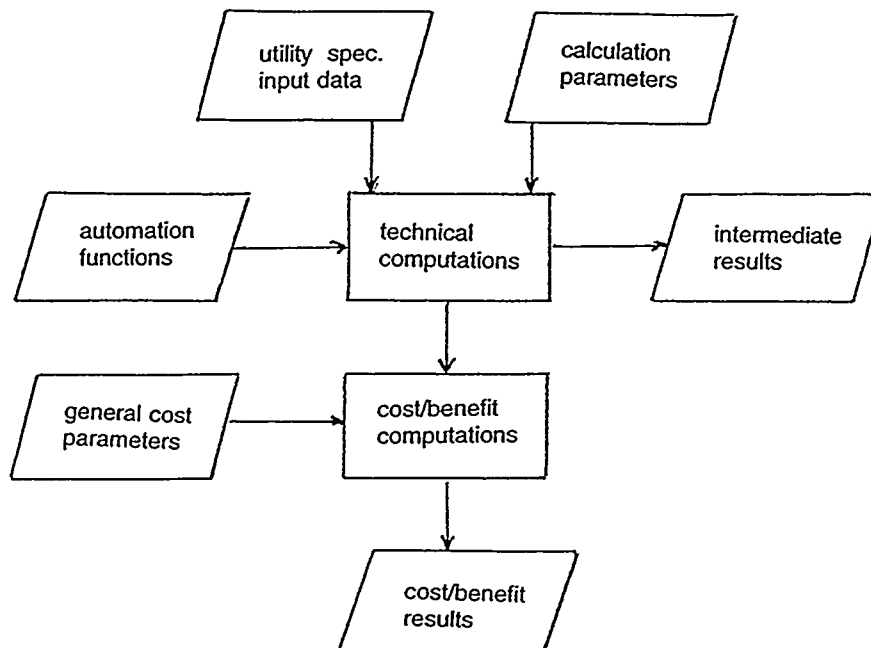 utility spec.
input data
calculation
parameters
automation
functions
technical
computations
intermediate
results
general cost
parameters
cost/benefit
computations
cost/benefit
results